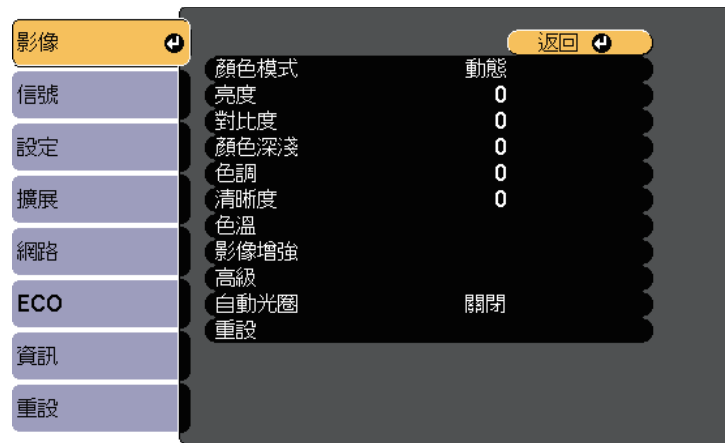 影像
信號
設定
擴展
網路
ECO
資訊
重設
返回
顏色模式 動態
亮度 0
對比度 0
顏色深淺 0
色調 0
清晰度 0
色溫
影像增強
高級
自動光圈 關閉
重設